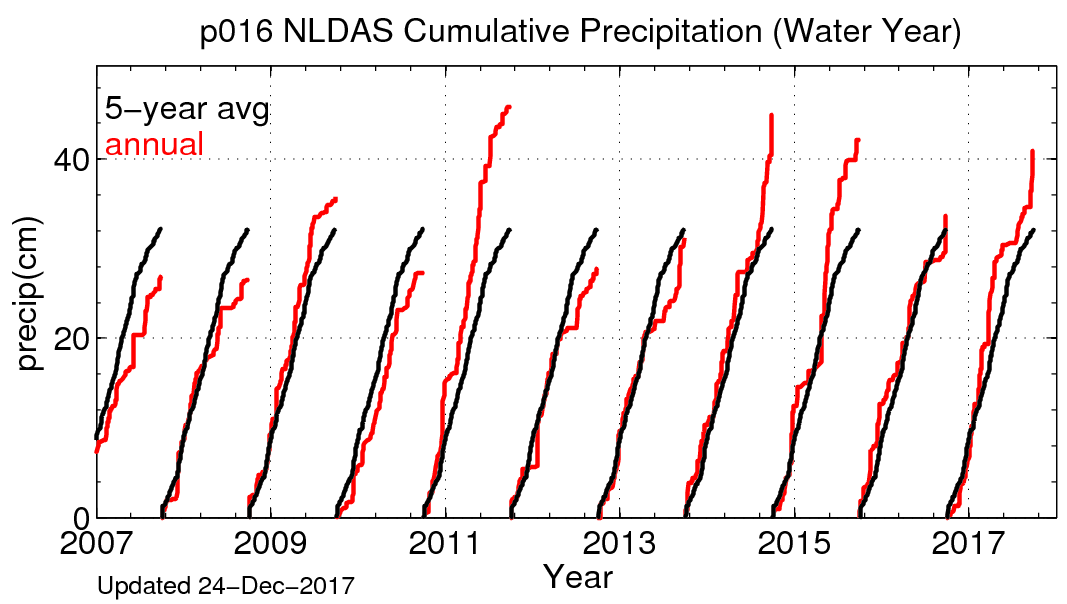 p016 NLDAS Cumulative Precipitation (Water Year)
5−year avg
annual
precip(cm)
40
20
0
2007 2009 2011 2013 2015 2017
Year
Updated 24−Dec−2017